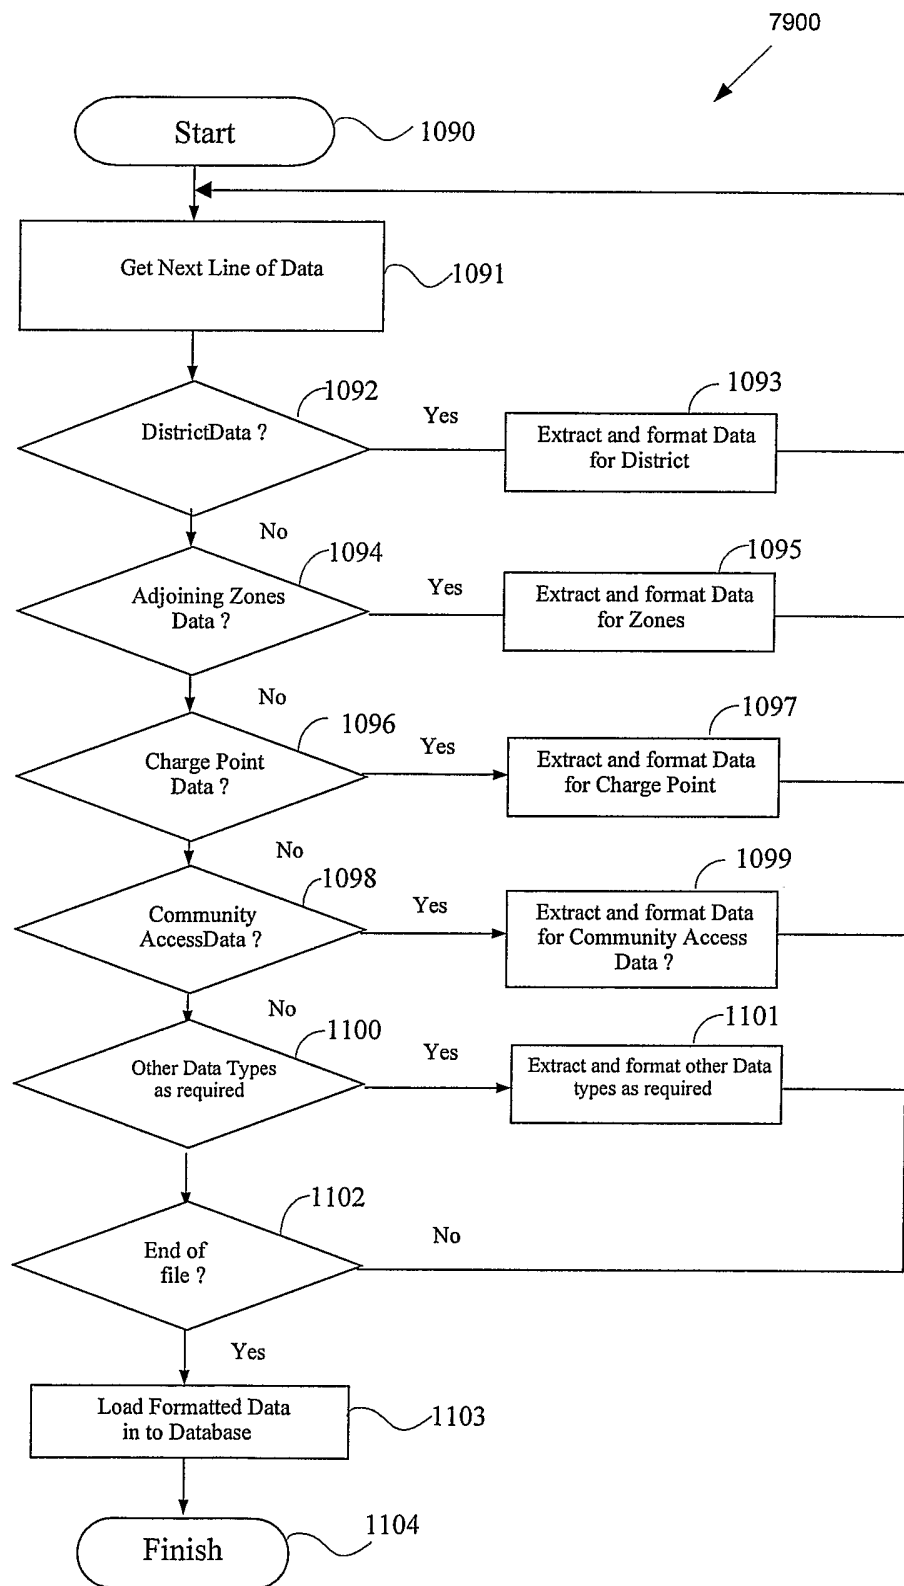 7900
Start
1090
Get Next Line of Data
1091
1092
DistrictData ?
Yes
1093
Extract and format Data
for District
No
1094
Adjoining Zones
Data ?
Yes
1095
Extract and format Data
for Zones
No
1096
Charge Point
Data ?
Yes
1097
Extract and format Data
for Charge Point
No
1098
Community
AccessData ?
Yes
1099
Extract and format Data
for Community Access
Data ?
No
1100
Other Data Types
as required
Yes
1101
Extract and format other Data
types as required
1102
End of
file ?
No
Yes
Load Formatted Data
in to Database
1103
Finish
1104